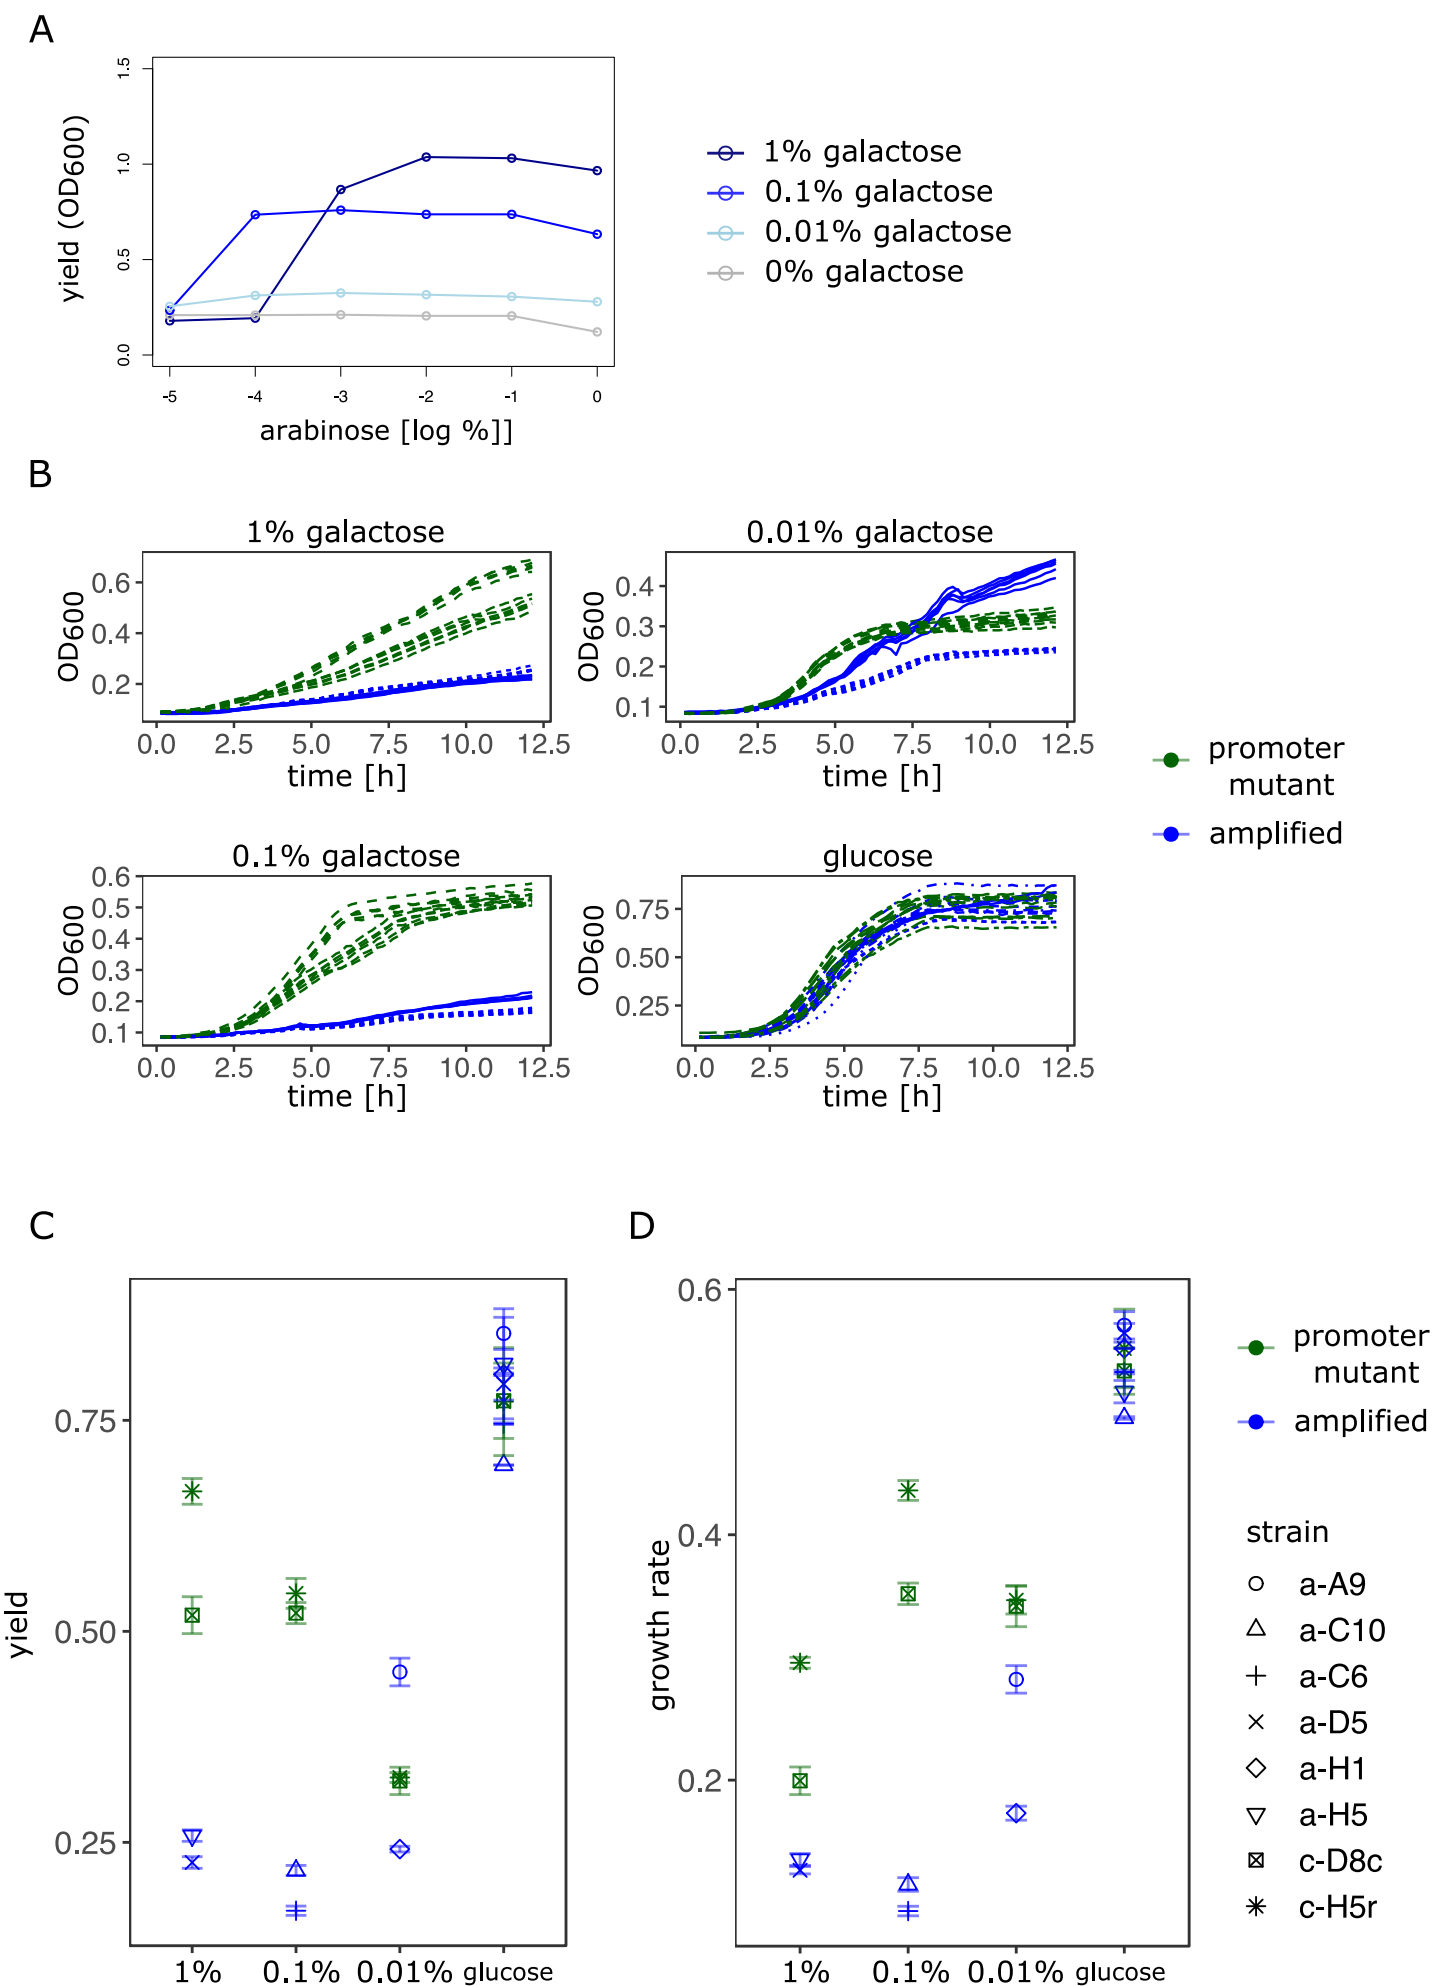 A
1.5
1.0
0.5
0.0
yield (OD600)
-5 -4 -3 -2 -1 0
arabinose [log %]]
1% galactose
0.1% galactose
0.01% galactose
0% galactose
B
1% galactose
0.6
0.4
0.2
OD600
0.0 2.5 5.0 7.5 10.0 12.5
time [h]
0.01% galactose
0.4
0.3
0.2
0.1
OD600
0.0 2.5 5.0 7.5 10.0 12.5
time [h]
promoter
mutant
amplified
0.1% galactose
0.6
0.5
0.4
0.3
0.2
0.1
OD600
0.0 2.5 5.0 7.5 10.0 12.5
time [h]
glucose
0.75
0.50
0.25
OD600
0.0 2.5 5.0 7.5 10.0 12.5
time [h]
C
0.75
0.50
0.25
yield
1% 0.1% 0.01% glucose
D
0.6
0.4
0.2
growth rate
1% 0.1% 0.01% glucose
promoter
mutant
amplified
strain
a-A9
a-C10
a-C6
a-D5
a-H1
a-H5
c-D8c
c-H5r